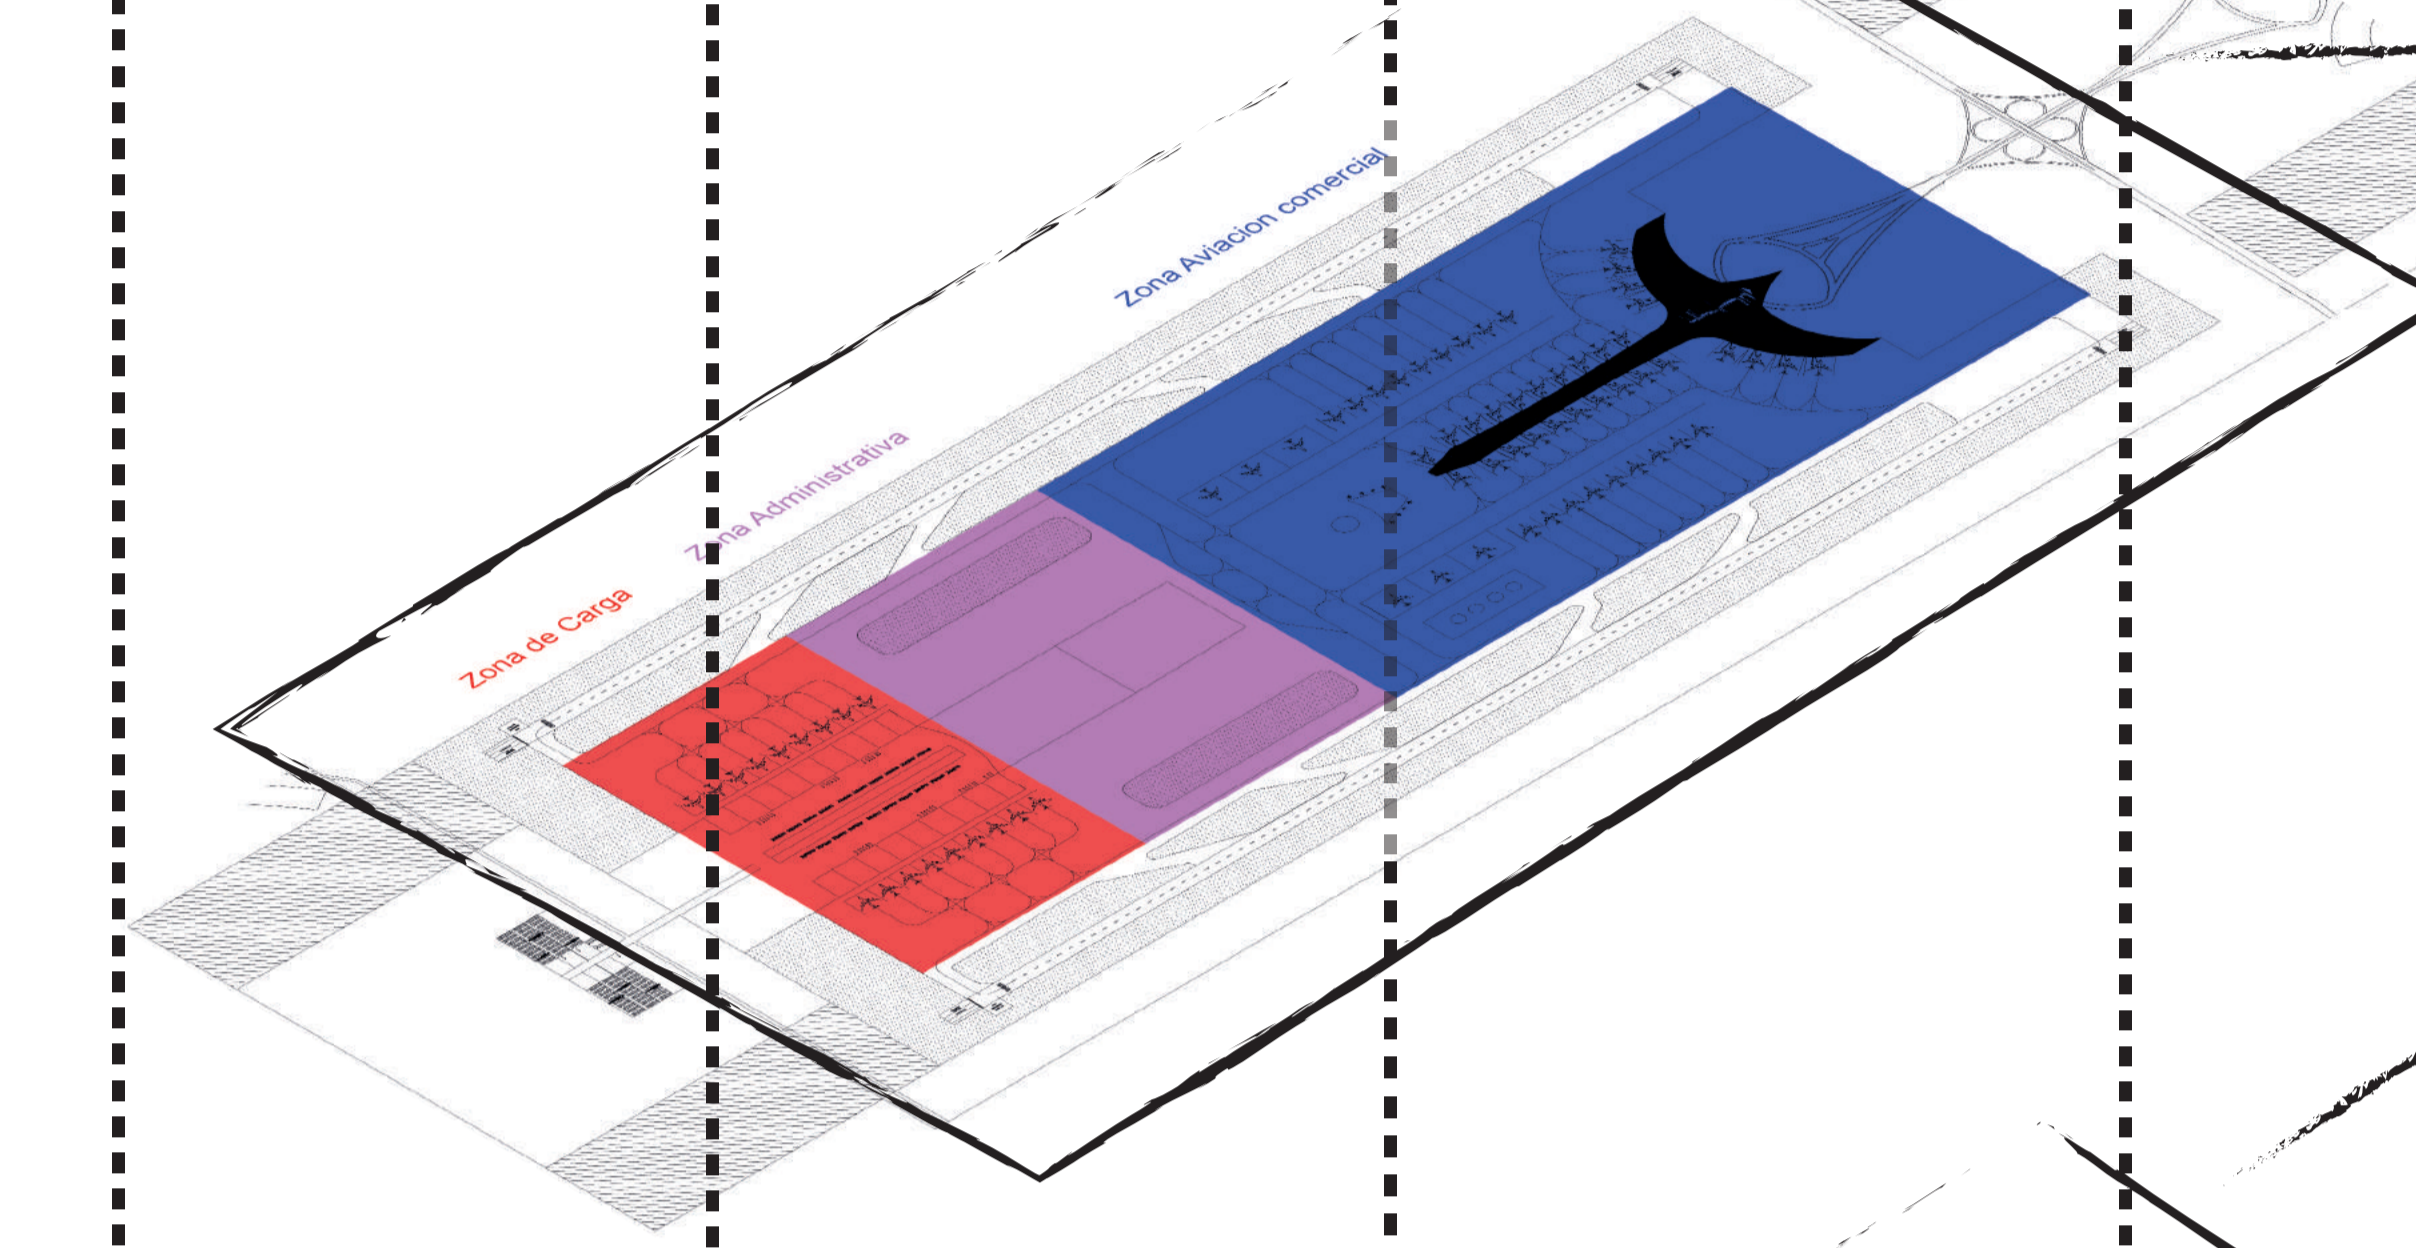 Zona Aviacion comercial
Zona Administrativa
Zona de Carga